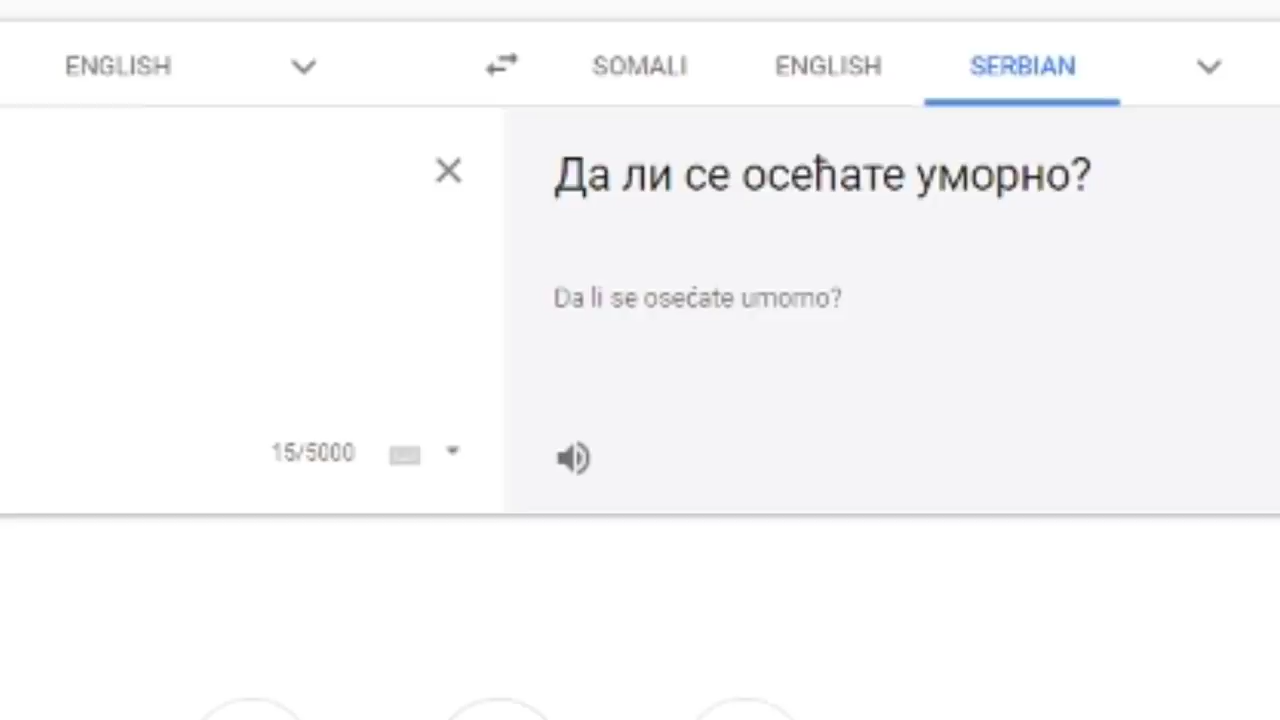 ENGLISH SOMALI ENGLISH SERBIAN
Да ли се осећате уморно?
Da li se osećate umorno?
15/5000